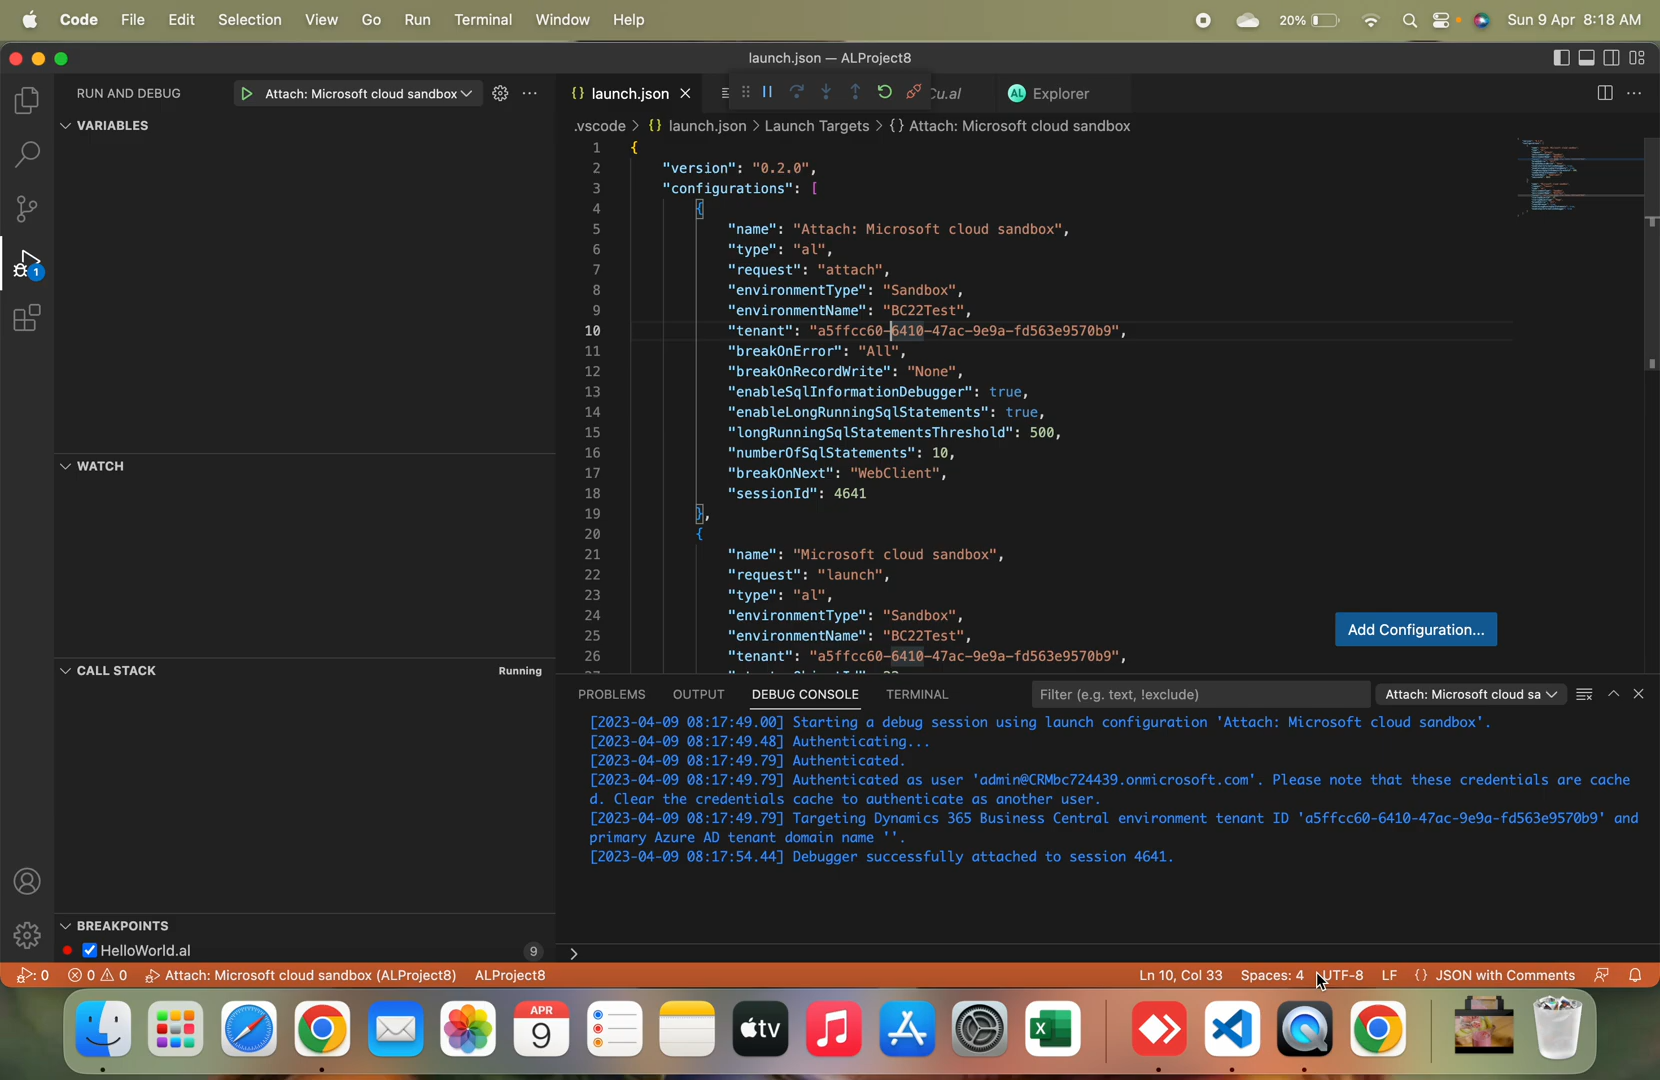 Code File Edit Selection View Go Run Terminal Window Help 20% Sun 9 Apr 8:18 AM
launch.json — ALProject8
RUN AND DEBUG Attach: Microsoft cloud sandbox ··· {} launch.json Cu.al AL Explorer ···
VARIABLES
.vscode > {} launch.json > Launch Targets > {} Attach: Microsoft cloud sandbox
1 {
2 "version": "0.2.0",
3 "configurations": [
4 {
5 "name": "Attach: Microsoft cloud sandbox",
6 "type": "al",
7 "request": "attach",
8 "environmentType": "Sandbox",
9 "environmentName": "BC22Test",
10 "tenant": "a5ffcc60-6410-47ac-9e9a-fd563e9570b9",
11 "breakOnError": "All",
12 "breakOnRecordWrite": "None",
13 "enableSqlInformationDebugger": true,
14 "enableLongRunningSqlStatements": true,
15 "longRunningSqlStatementsThreshold": 500,
16 "numberOfSqlStatements": 10,
17 "breakOnNext": "WebClient",
18 "sessionId": 4641
19 },
20 {
21 "name": "Microsoft cloud sandbox",
22 "request": "launch",
23 "type": "al",
24 "environmentType": "Sandbox",
25 "environmentName": "BC22Test",
26 "tenant": "a5ffcc60-6410-47ac-9e9a-fd563e9570b9",
Add Configuration...
WATCH
CALL STACK Running
PROBLEMS OUTPUT DEBUG CONSOLE TERMINAL Filter (e.g. text, !exclude) Attach: Microsoft cloud sa
[2023-04-09 08:17:49.00] Starting a debug session using launch configuration 'Attach: Microsoft cloud sandbox'.
[2023-04-09 08:17:49.48] Authenticating...
[2023-04-09 08:17:49.79] Authenticated.
[2023-04-09 08:17:49.79] Authenticated as user 'admin@CRMbc724439.onmicrosoft.com'. Please note that these credentials are cache
d. Clear the credentials cache to authenticate as another user.
[2023-04-09 08:17:49.79] Targeting Dynamics 365 Business Central environment tenant ID 'a5ffcc60-6410-47ac-9e9a-fd563e9570b9' and
primary Azure AD tenant domain name ''.
[2023-04-09 08:17:54.44] Debugger successfully attached to session 4641.
BREAKPOINTS
HelloWorld.al 9
>
1
: 0 0 0 Attach: Microsoft cloud sandbox (ALProject8) ALProject8 Ln 10, Col 33 Spaces: 4 UTF-8 LF {} JSON with Comments
APR
9
tv
X